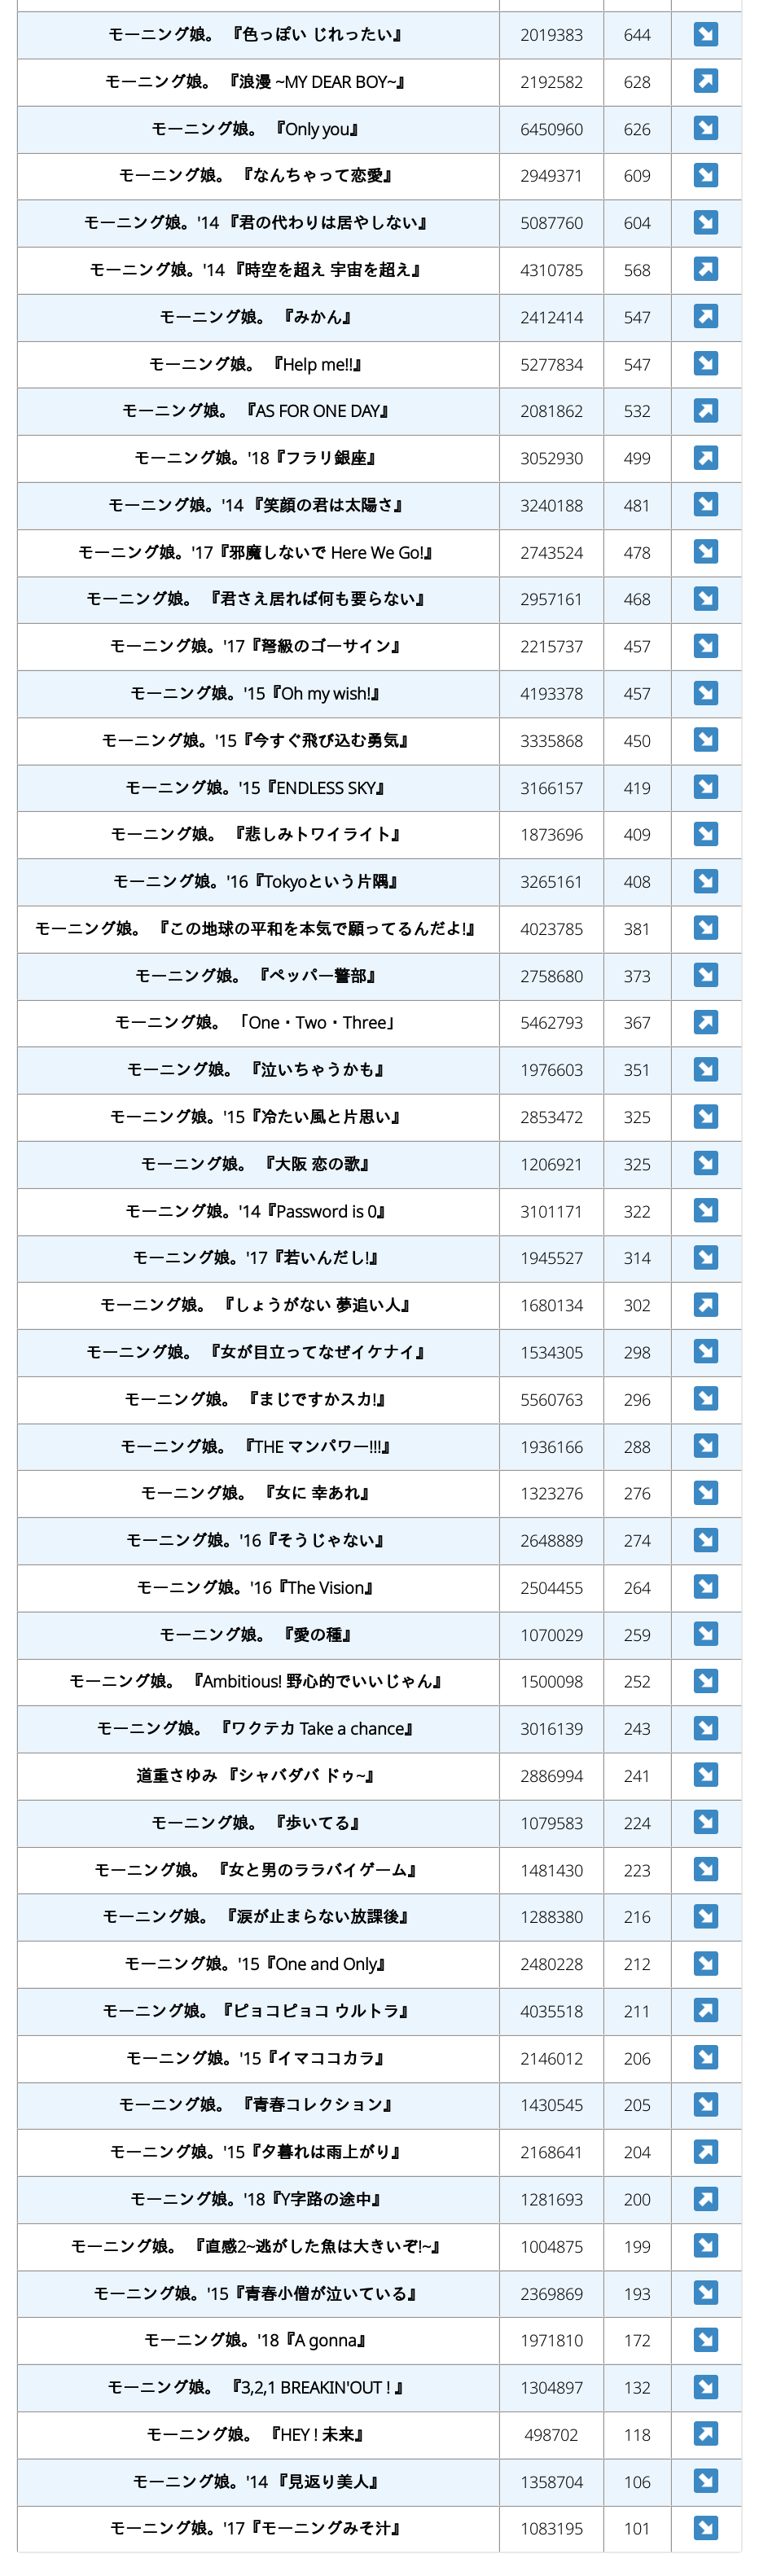 モーニング娘。 『色っぽい じれったい』 2019383 644
モーニング娘。 『浪漫 ~MY DEAR BOY~』 2192582 628
モーニング娘。 『Only you』 6450960 626
モーニング娘。 『なんちゃって恋愛』 2949371 609
モーニング娘。'14 『君の代わりは居やしない』 5087760 604
モーニング娘。'14 『時空を超え 宇宙を超え』 4310785 568
モーニング娘。 『みかん』 2412414 547
モーニング娘。 『Help me!!』 5277834 547
モーニング娘。 『AS FOR ONE DAY』 2081862 532
モーニング娘。'18『フラリ銀座』 3052930 499
モーニング娘。'14 『笑顔の君は太陽さ』 3240188 481
モーニング娘。'17『邪魔しないで Here We Go!』 2743524 478
モーニング娘。 『君さえ居れば何も要らない』 2957161 468
モーニング娘。'17『弩級のゴーサイン』 2215737 457
モーニング娘。'15『Oh my wish!』 4193378 457
モーニング娘。'15『今すぐ飛び込む勇気』 3335868 450
モーニング娘。'15『ENDLESS SKY』 3166157 419
モーニング娘。 『悲しみトワイライト』 1873696 409
モーニング娘。'16『Tokyoという片隅』 3265161 408
モーニング娘。 『この地球の平和を本気で願ってるんだよ!』 4023785 381
モーニング娘。 『ペッパー警部』 2758680 373
モーニング娘。 「One・Two・Three」 5462793 367
モーニング娘。 『泣いちゃうかも』 1976603 351
モーニング娘。'15『冷たい風と片思い』 2853472 325
モーニング娘。 『大阪 恋の歌』 1206921 325
モーニング娘。'14『Password is 0』 3101171 322
モーニング娘。'17『若いんだし!』 1945527 314
モーニング娘。 『しょうがない 夢追い人』 1680134 302
モーニング娘。 『女が目立ってなぜイケナイ』 1534305 298
モーニング娘。 『まじですかスカ!』 5560763 296
モーニング娘。 『THE マンパワー!!!』 1936166 288
モーニング娘。 『女に 幸あれ』 1323276 276
モーニング娘。'16『そうじゃない』 2648889 274
モーニング娘。'16『The Vision』 2504455 264
モーニング娘。 『愛の種』 1070029 259
モーニング娘。 『Ambitious! 野心的でいいじゃん』 1500098 252
モーニング娘。 『ワクテカ Take a chance』 3016139 243
道重さゆみ 『シャバダバ ドゥ~』 2886994 241
モーニング娘。 『歩いてる』 1079583 224
モーニング娘。 『女と男のララバイゲーム』 1481430 223
モーニング娘。 『涙が止まらない放課後』 1288380 216
モーニング娘。'15『One and Only』 2480228 212
モーニング娘。『ピョコピョコ ウルトラ』 4035518 211
モーニング娘。'15『イマココカラ』 2146012 206
モーニング娘。 『青春コレクション』 1430545 205
モーニング娘。'15『夕暮れは雨上がり』 2168641 204
モーニング娘。'18『Y字路の途中』 1281693 200
モーニング娘。 『直感2~逃がした魚は大きいぞ!~』 1004875 199
モーニング娘。'15『青春小僧が泣いている』 2369869 193
モーニング娘。'18『A gonna』 1971810 172
モーニング娘。 『3,2,1 BREAKIN'OUT ! 』 1304897 132
モーニング娘。 『HEY ! 未来』 498702 118
モーニング娘。'14 『見返り美人』 1358704 106
モーニング娘。'17『モーニングみそ汁』 1083195 101